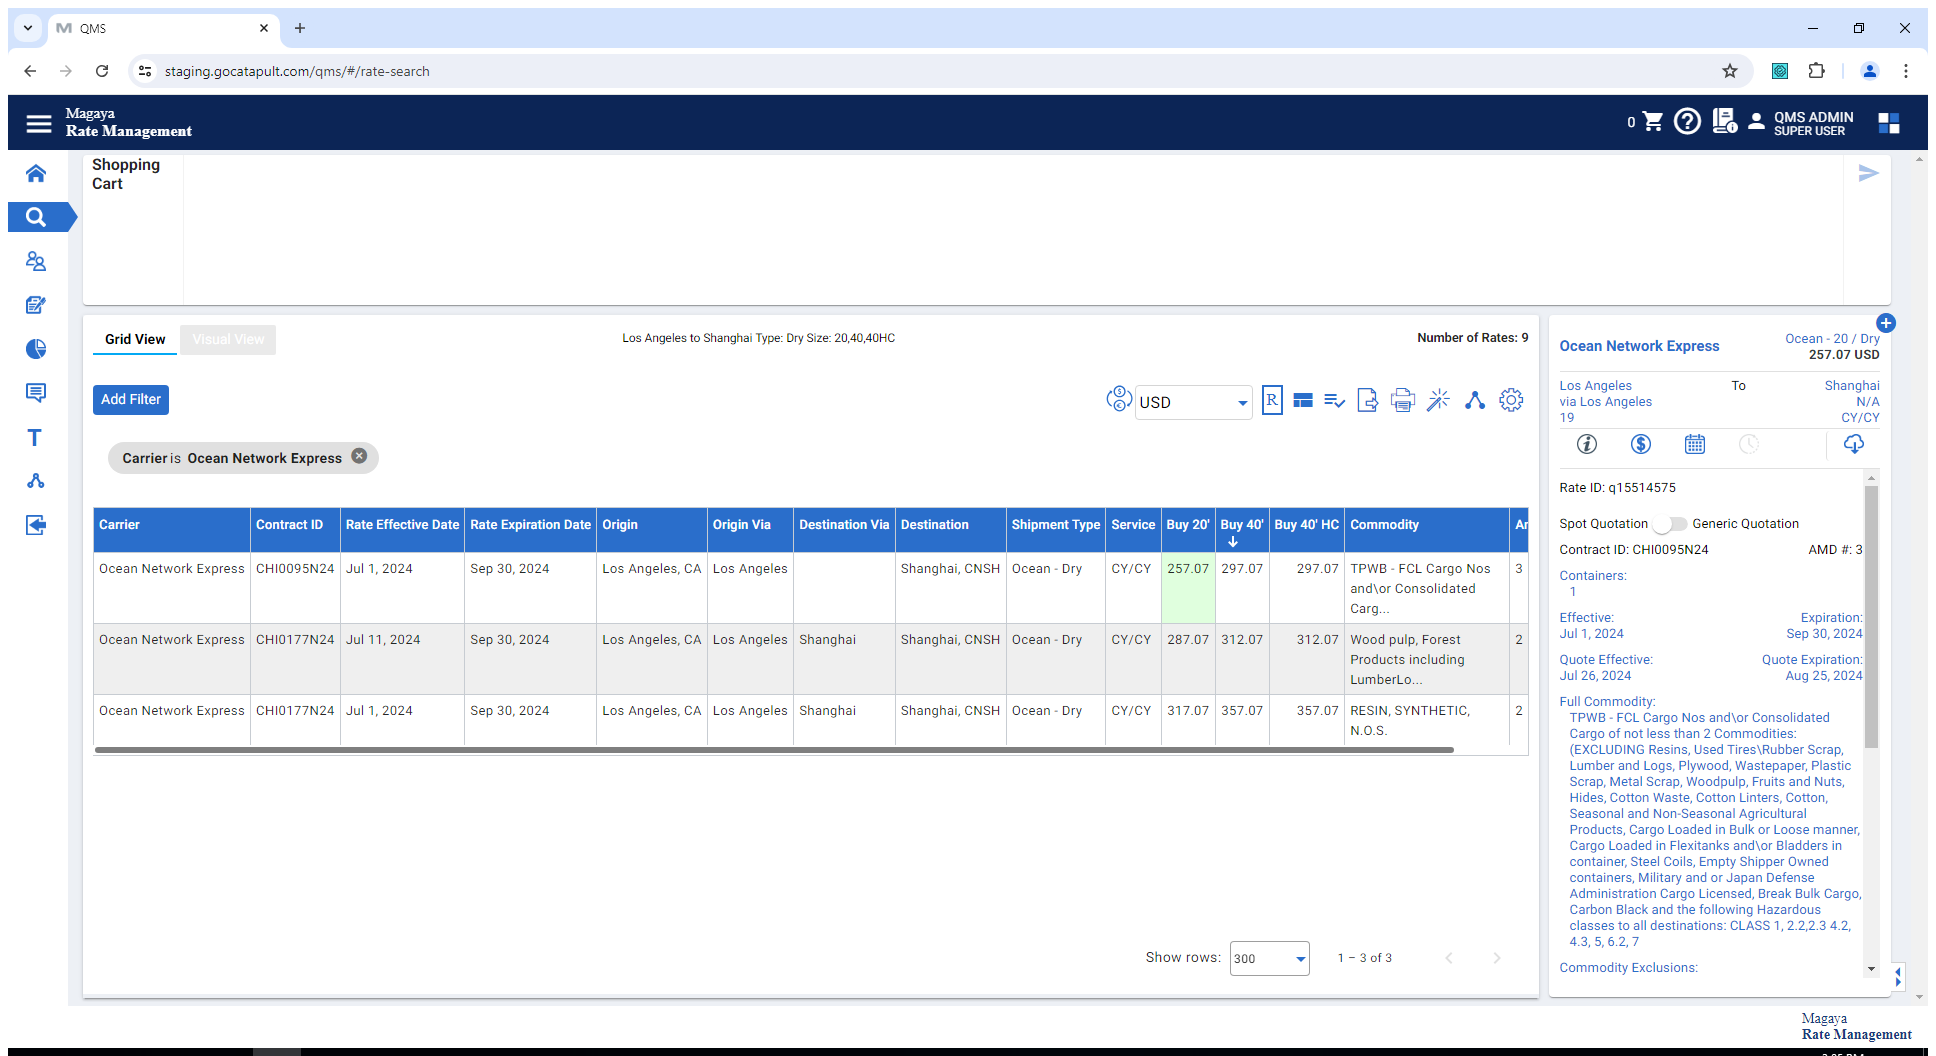 QMS
staging.gocatapult.com/qms/#/rate-search
Magaya
Rate Management
0
QMS ADMIN
SUPER USER
Shopping
Cart
Grid View
Visual View
Los Angeles to Shanghai Type: Dry Size: 20,40,40HC
Number of Rates: 9
Add Filter
USD
R
Carrier is Ocean Network Express
Carrier Contract ID Rate Effective Date Rate Expiration Date Origin Origin Via Destination Via Destination Shipment Type Service Buy 20' Buy 40' Buy 40' HC Commodity
Ocean Network Express CHI0095N24 Jul 1, 2024 Sep 30, 2024 Los Angeles, CA Los Angeles Shanghai, CNSH Ocean - Dry CY/CY 257.07 297.07 297.07 TPWB - FCL Cargo Nos 3
and\or Consolidated
Carg...
Ocean Network Express CHI0177N24 Jul 11, 2024 Sep 30, 2024 Los Angeles, CA Los Angeles Shanghai Shanghai, CNSH Ocean - Dry CY/CY 287.07 312.07 312.07 Wood pulp, Forest 2
Products including
LumberLo...
Ocean Network Express CHI0177N24 Jul 1, 2024 Sep 30, 2024 Los Angeles, CA Los Angeles Shanghai Shanghai, CNSH Ocean - Dry CY/CY 317.07 357.07 357.07 RESIN, SYNTHETIC, 2
N.O.S.
Show rows: 300 1 – 3 of 3
Ocean Network Express
Ocean - 20 / Dry
257.07 USD
Los Angeles To Shanghai
via Los Angeles N/A
19 CY/CY
Rate ID: q15514575
Spot Quotation Generic Quotation
Contract ID: CHI0095N24 AMD #: 3
Containers:
1
Effective: Expiration:
Jul 1, 2024 Sep 30, 2024
Quote Effective: Quote Expiration:
Jul 26, 2024 Aug 25, 2024
Full Commodity:
TPWB - FCL Cargo Nos and\or Consolidated
Cargo of not less than 2 Commodities:
(EXCLUDING Resins, Used Tires\Rubber Scrap,
Lumber and Logs, Plywood, Wastepaper, Plastic
Scrap, Metal Scrap, Woodpulp, Fruits and Nuts,
Hides, Cotton Waste, Cotton Linters, Cotton,
Seasonal and Non-Seasonal Agricultural
Products, Cargo Loaded in Bulk or Loose manner,
Cargo Loaded in Flexitanks and\or Bladders in
container, Steel Coils, Empty Shipper Owned
containers, Military and or Japan Defense
Administration Cargo Licensed, Break Bulk Cargo,
Carbon Black and the following Hazardous
classes to all destinations: CLASS 1, 2.2,2.3 4.2,
4.3, 5, 6.2, 7
Commodity Exclusions:
Magaya
Rate Management